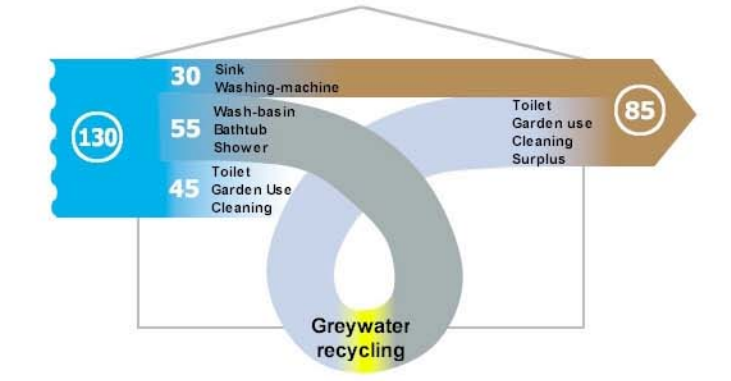 130
30
Sink
Washing-machine
55
Wash-basin
Bathtub
Shower
45
Toilet
Garden Use
Cleaning
Toilet
Garden use
Cleaning
Surplus
85
Greywater
recycling